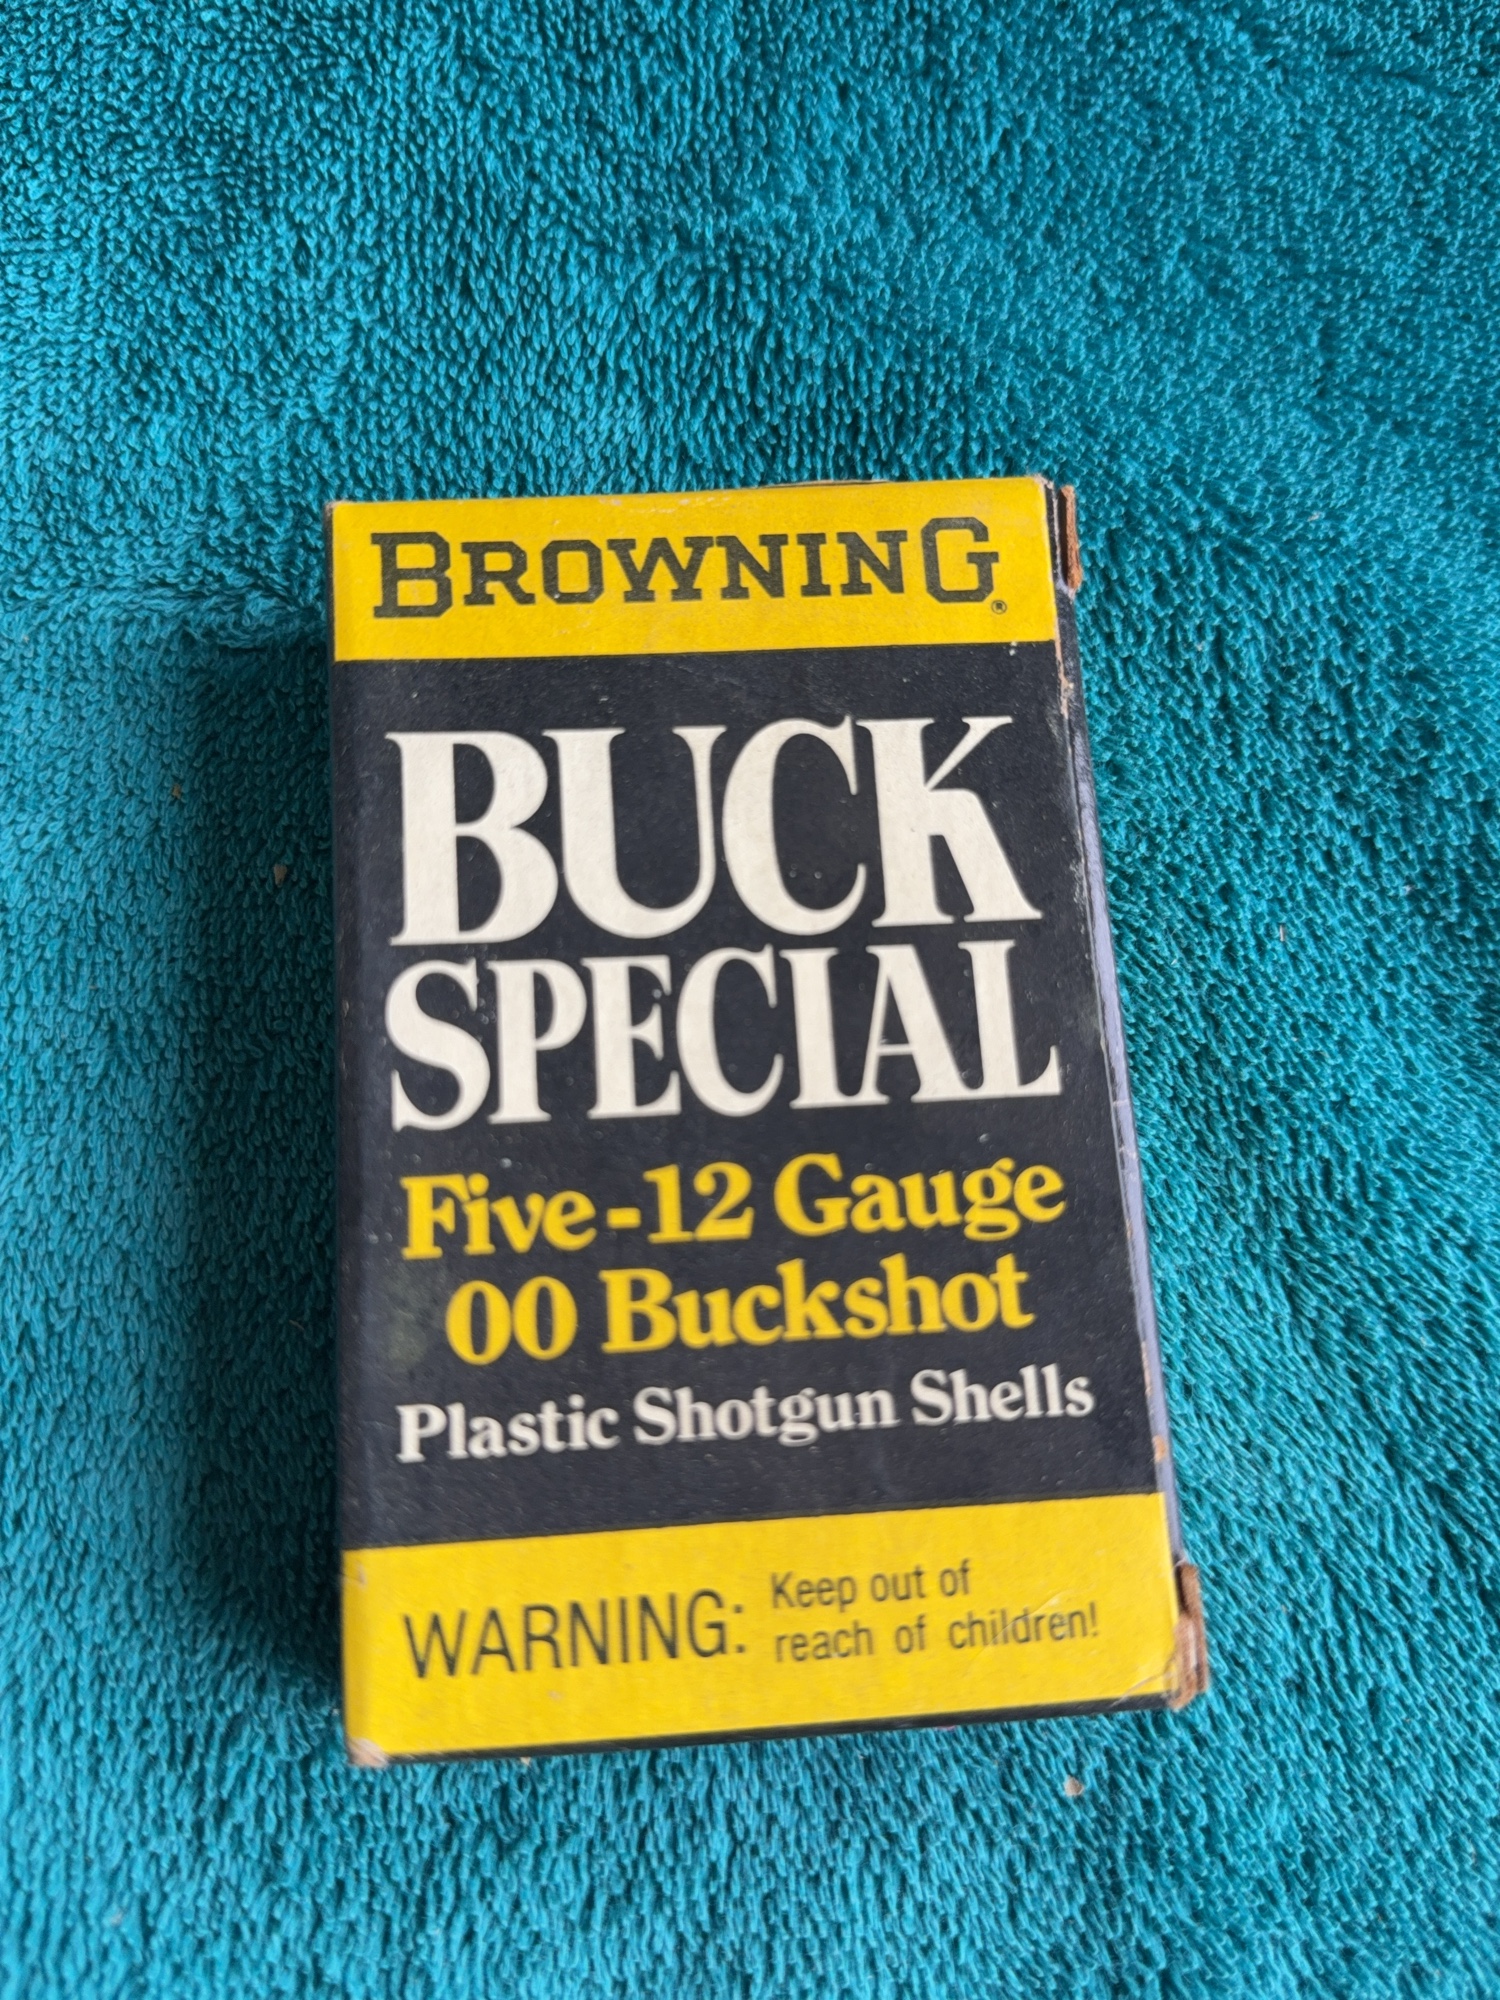 BROWNING®
BUCK
SPECIAL
Five-12 Gauge
00 Buckshot
Plastic Shotgun Shells
WARNING: Keep out of
reach of children!